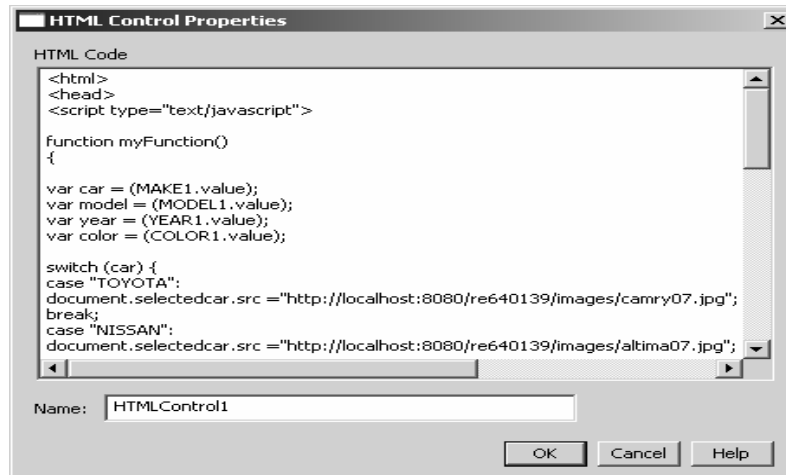 HTML Control Properties
HTML Code
<html>
<head>
<script type="text/javascript">
function myFunction()
{
var car = (MAKE1.value);
var model = (MODEL1.value);
var year = (YEAR1.value);
var color = (COLOR1.value);
switch (car) {
case "TOYOTA":
document.selectedcar.src ="http://localhost:8080/re640139/images/camry07.jpg";
break;
case "NISSAN":
document.selectedcar.src ="http://localhost:8080/re640139/images/altima07.jpg";
Name: HTMLControl1
OK Cancel Help